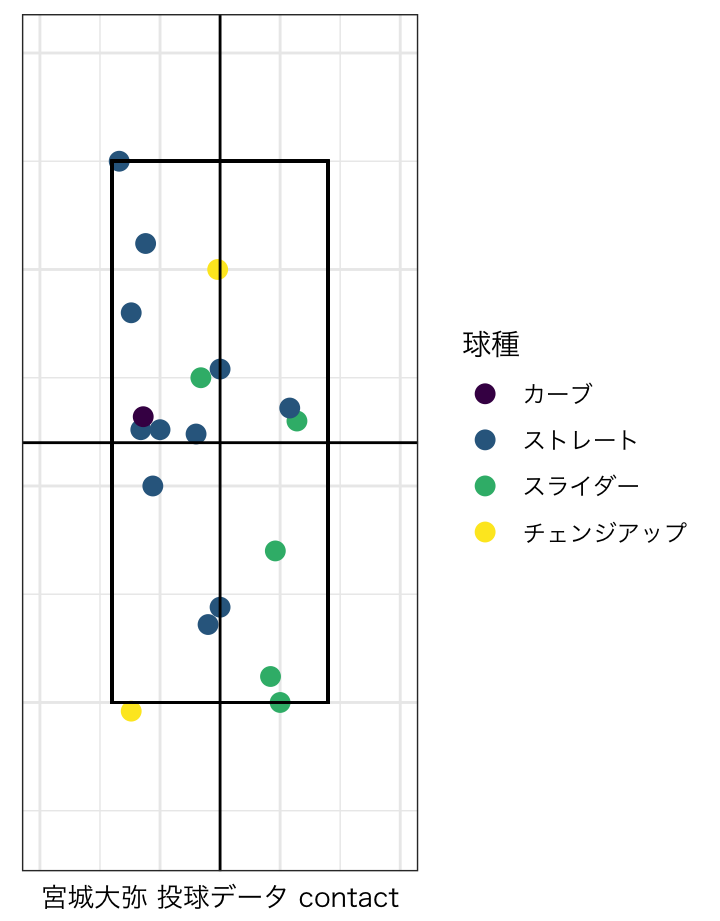 球種
カーブ
ストレート
スライダー
チェンジアップ
宮城大弥 投球データ contact